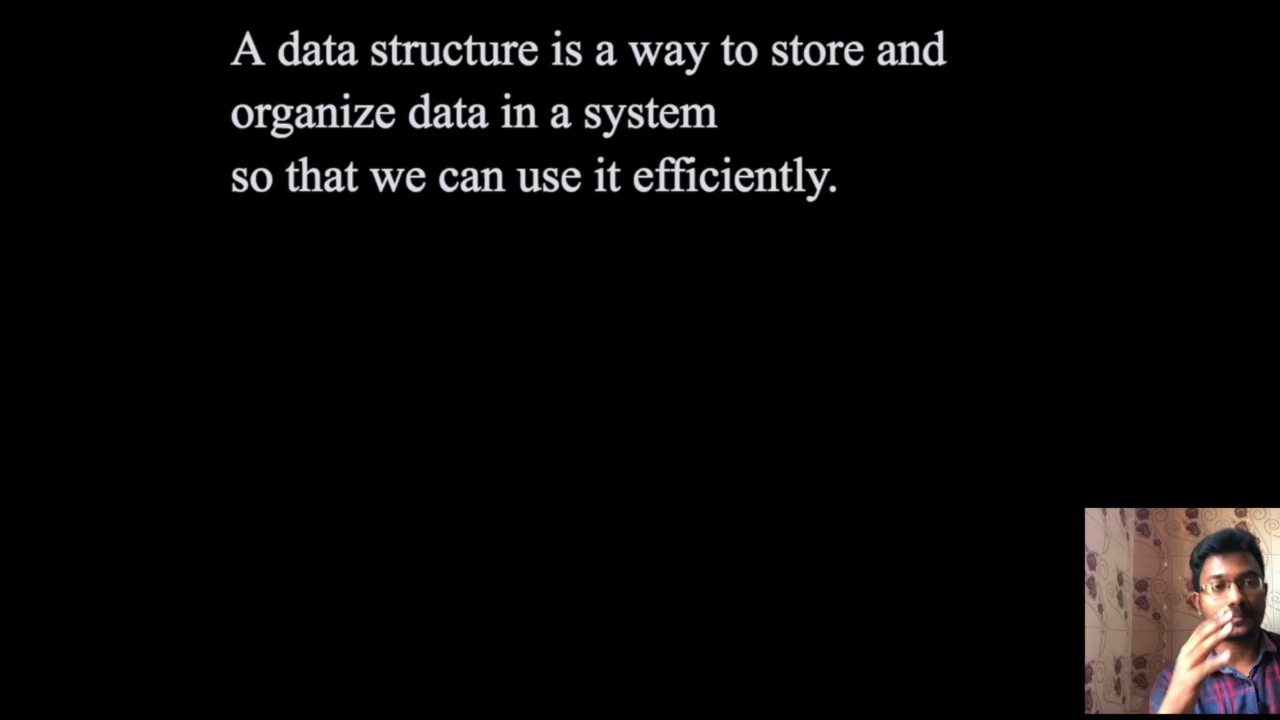 A data structure is a way to store and
organize data in a system
so that we can use it efficiently.